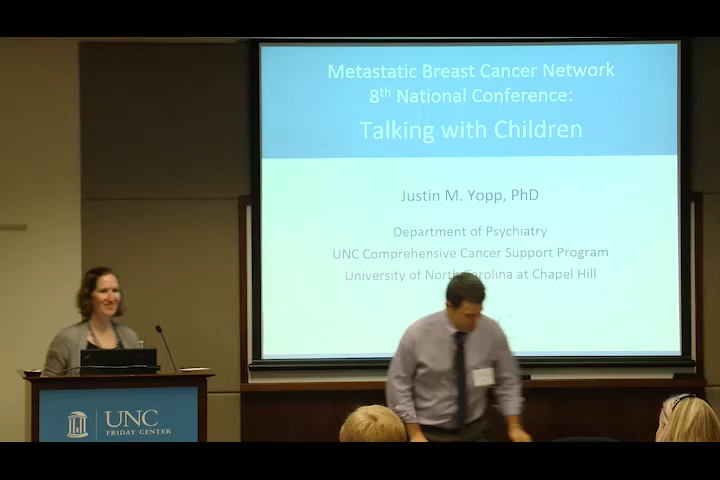 Metastatic Breast Cancer Network
8th National Conference:
Talking with Children
Justin M. Yopp, PhD
Department of Psychiatry
UNC Comprehensive Cancer Support Program
University of North Carolina at Chapel Hill
UNC
FRIDAY CENTER